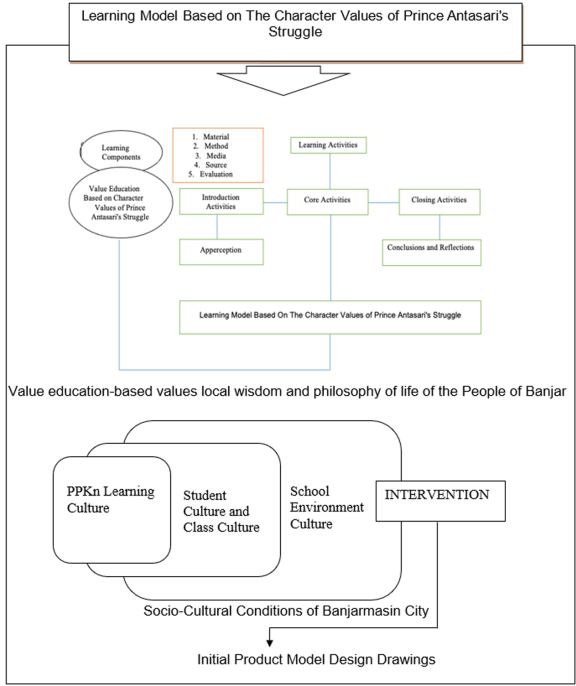 Learning Model Based on The Character Values of Prince Antasari's
Struggle
Learning
Components
1. Material
2. Method
3. Media
4. Source
5. Evaluation
Learning Activities
Value Education
Based on Character
Values of Prince
Antasari's Struggle
Introduction
Activities
Core Activities
Closing Activities
Apperception
Conclusions and Reflections
Learning Model Based On The Character Values of Prince Antasari's Struggle
Value education-based values local wisdom and philosophy of life of the People of Banjar
PPKn Learning
Culture
Student
Culture and
Class Culture
School
Environment
Culture
INTERVENTION
Socio-Cultural Conditions of Banjarmasin City
Initial Product Model Design Drawings